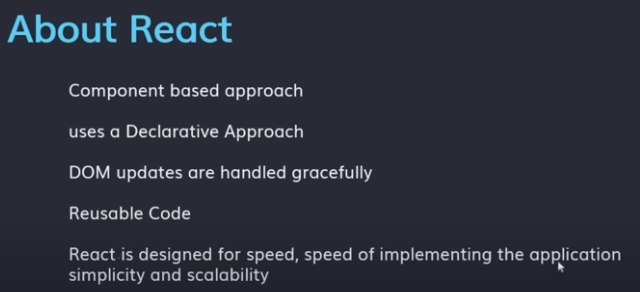 About React
Component based approach
uses a Declarative Approach
DOM updates are handled gracefully
Reusable Code
React is designed for speed, speed of implementing the application
simplicity and scalability